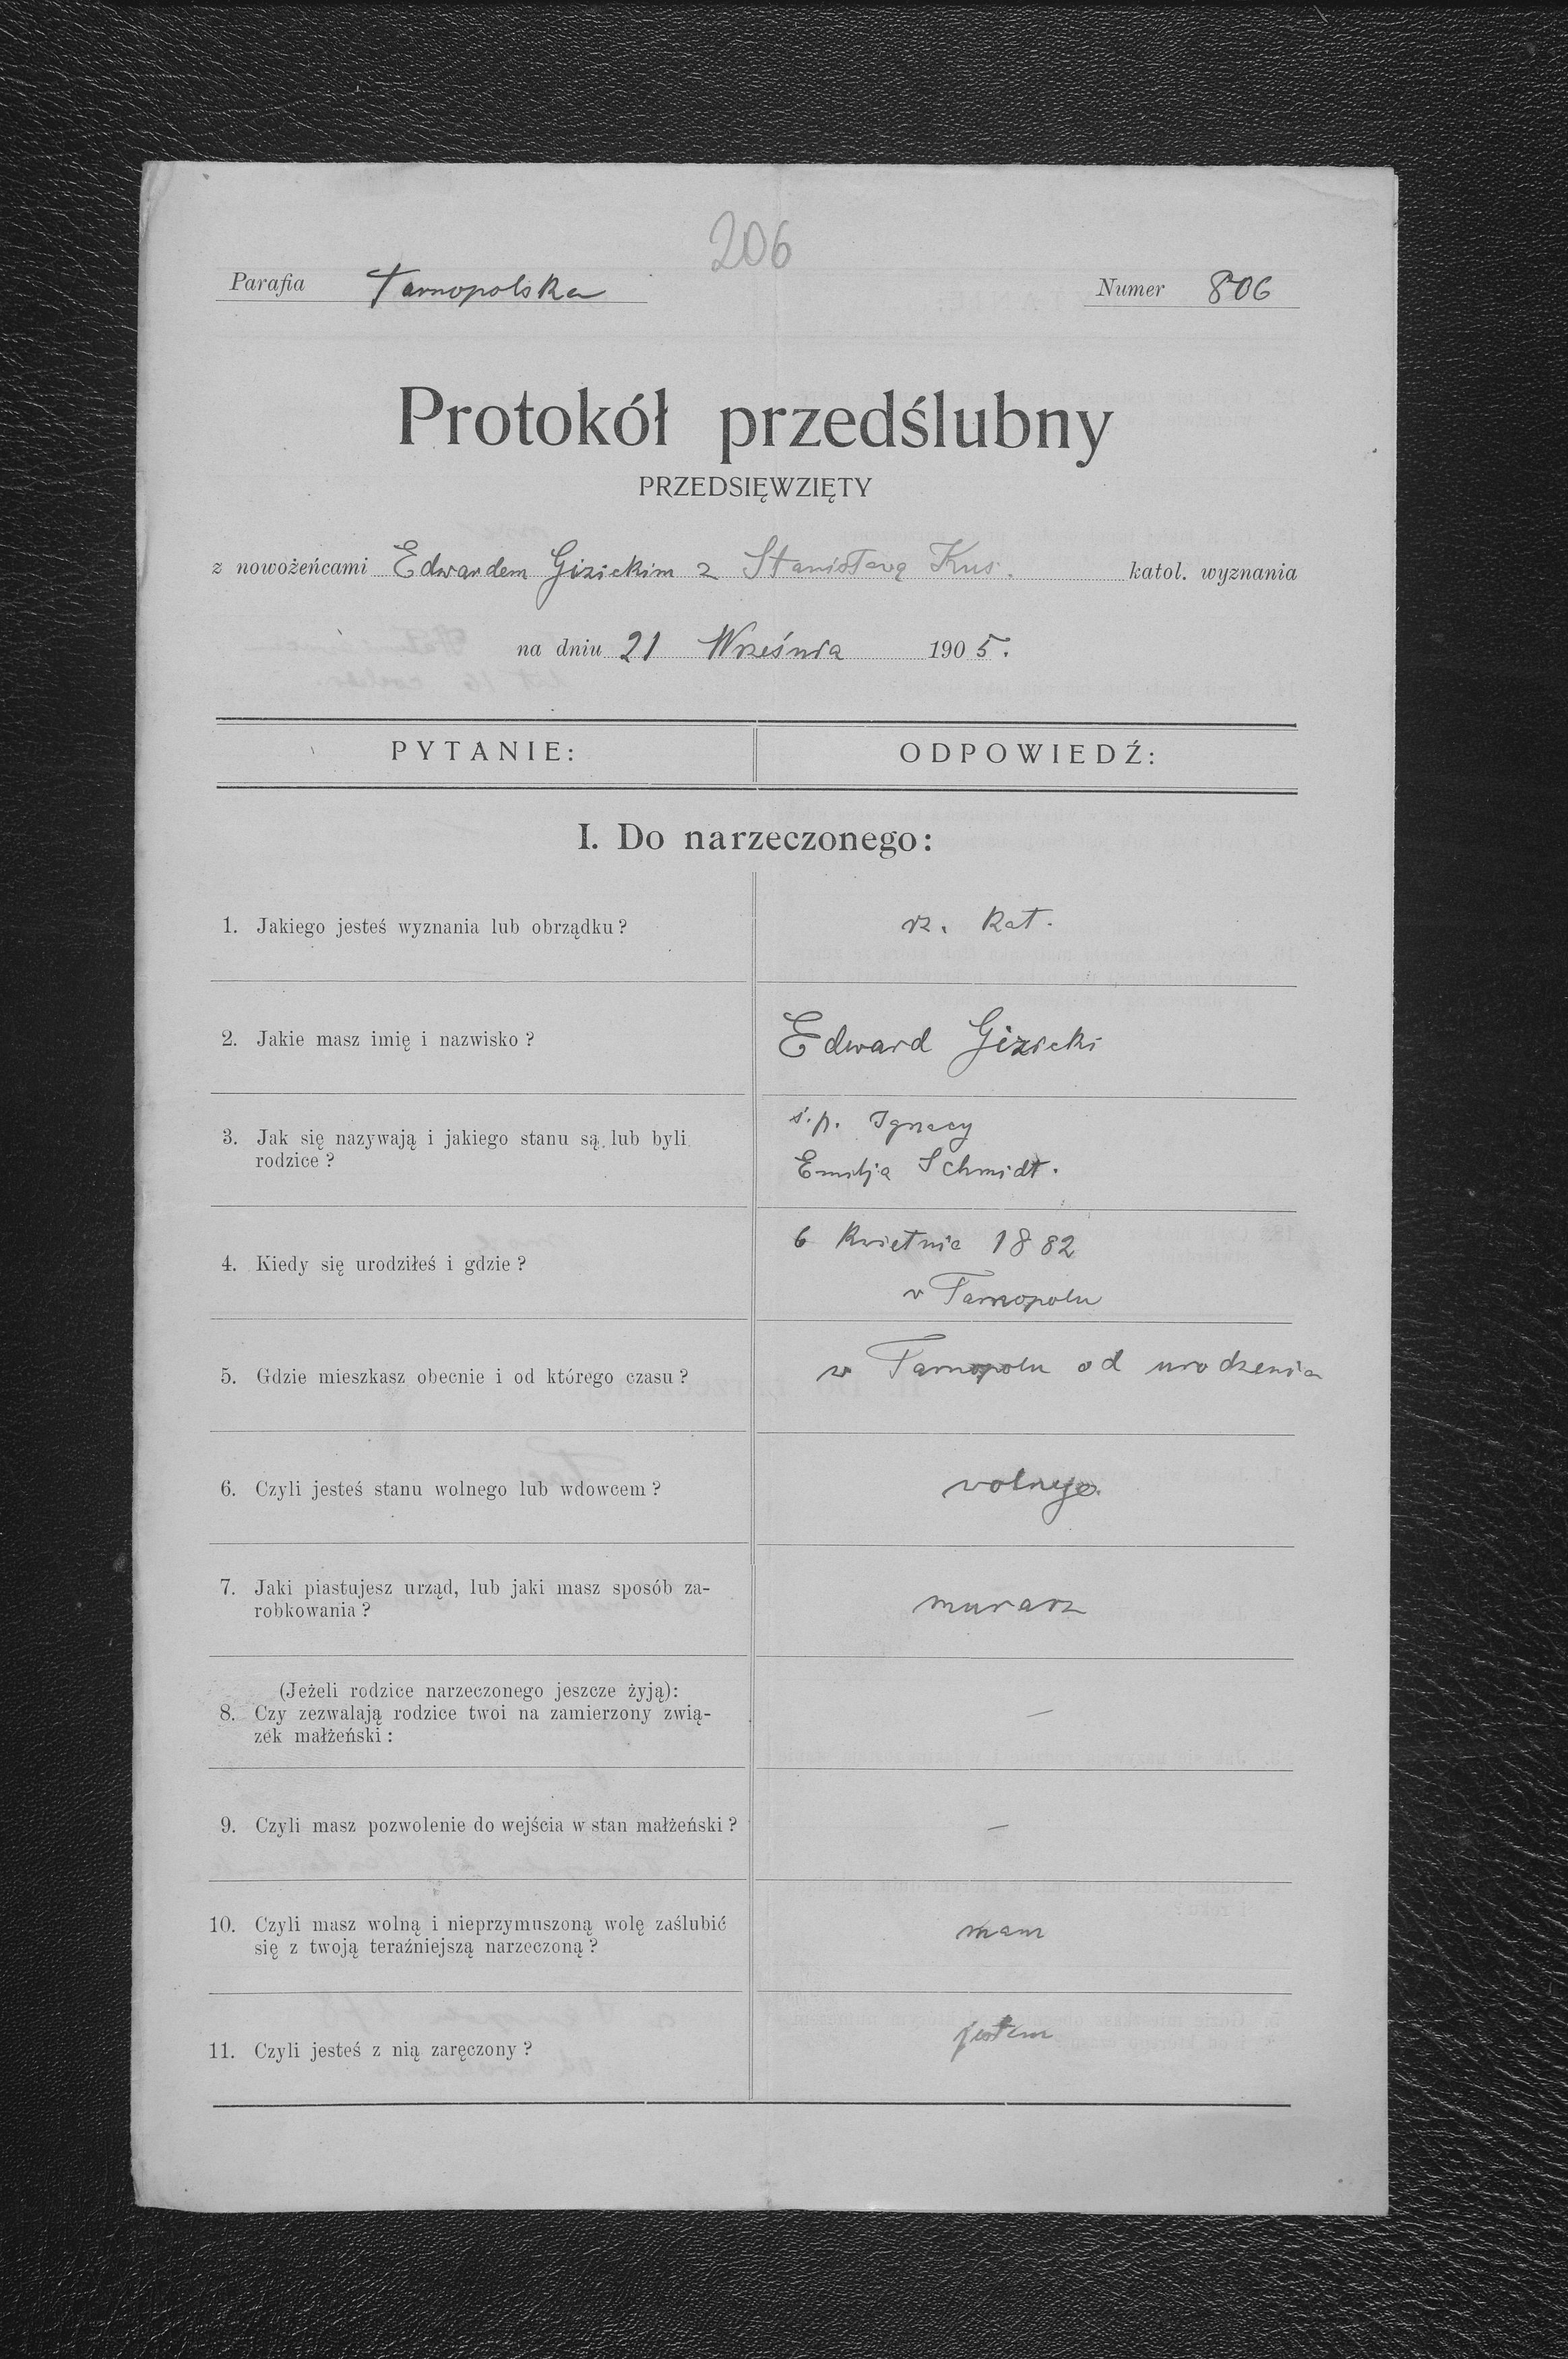 206
Parafia Tarnopolska Numer 806
Protokół przedślubny
PRZEDSIĘWZIĘTY
z nowożeńcami Edwardem Gizickim z Stanisławą Kus. katol. wyznania
na dniu 21 Września 1905.
PYTANIE: ODPOWIEDŹ:
I. Do narzeczonego:
1. Jakiego jesteś wyznania lub obrządku? rz. kat.
2. Jakie masz imię i nazwisko? Edward Gizicki
3. Jak się nazywają i jakiego stanu są lub byli rodzice? ś.p. Ignacy
Emilja Schmidt.
4. Kiedy się urodziłeś i gdzie? 6 Kwietnia 1882
w Tarnopolu
5. Gdzie mieszkasz obecnie i od którego czasu? w Tarnopolu od urodzenia
6. Czyli jesteś stanu wolnego lub wdowcem? wolnego.
7. Jaki piastujesz urząd, lub jaki masz sposób za-
robkowania? murarz
(Jeżeli rodzice narzeczonego jeszcze żyją):
8. Czy zezwalają rodzice twoi na zamierzony zwią-
zek małżeński: —
9. Czyli masz pozwolenie do wejścia w stan małżeński? —
10. Czyli masz wolną i nieprzymuszoną wolę zaślubić
się z twoją teraźniejszą narzeczoną? mam
11. Czyli jesteś z nią zaręczony? jestem